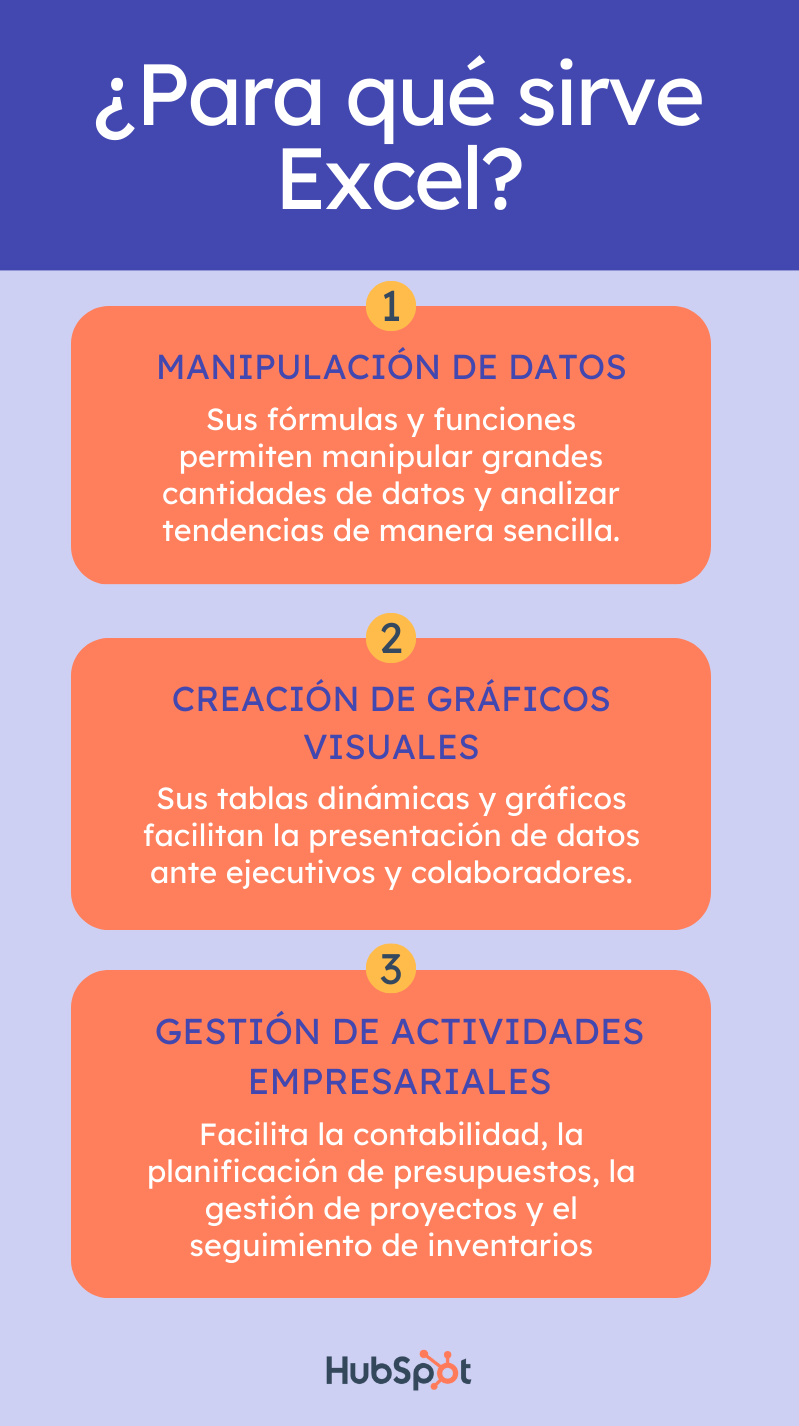 ¿Para qué sirve
Excel?
1
MANIPULACIÓN DE DATOS
Sus fórmulas y funciones
permiten manipular grandes
cantidades de datos y analizar
tendencias de manera sencilla.
2
CREACIÓN DE GRÁFICOS
VISUALES
Sus tablas dinámicas y gráficos
facilitan la presentación de datos
ante ejecutivos y colaboradores.
3
GESTIÓN DE ACTIVIDADES
EMPRESARIALES
Facilita la contabilidad, la
planificación de presupuestos, la
gestión de proyectos y el
seguimiento de inventarios
HubSpot